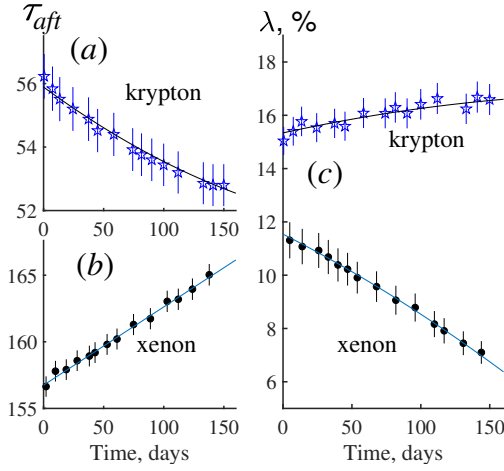 τaft
(a)
krypton
56
54
52
0
50
100
150
(b)
xenon
165
160
155
0
50
100
150
Time, days
λ, %
18
16
14
12
10
8
6
krypton
(c)
xenon
0
50
100
150
Time, days